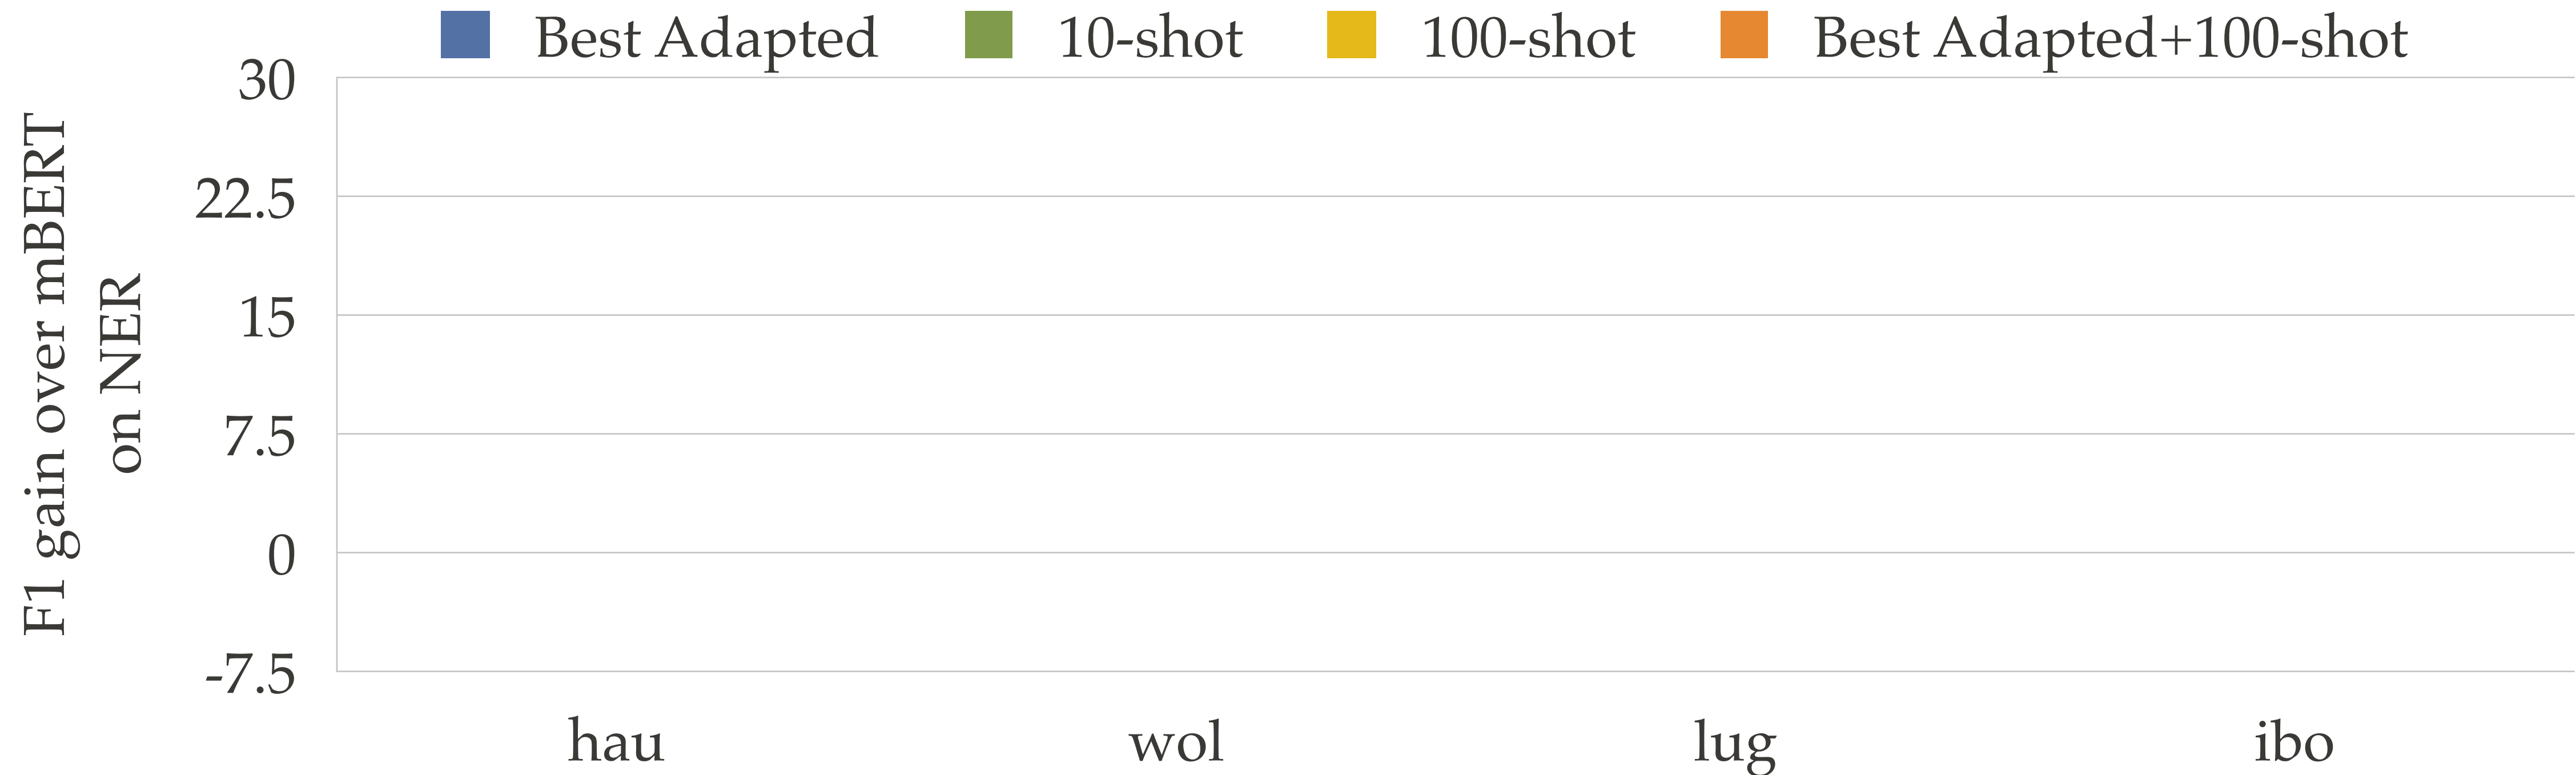 Best Adapted 10-shot 100-shot Best Adapted+100-shot
F1 gain over mBERT
on NER
30
22.5
15
7.5
0
-7.5
hau wol lug ibo